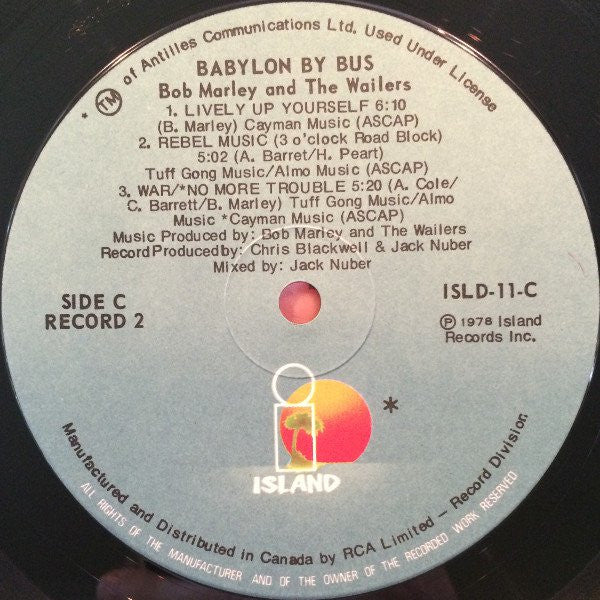 * ™ of Antilles Communications Ltd. Used Under License
BABYLON BY BUS
Bob Marley and The Wailers
1. LIVELY UP YOURSELF 6:10
(B. Marley) Cayman Music (ASCAP)
2. REBEL MUSIC (3 o'clock Road Block)
5:02 (A. Barret/H. Peart)
Tuff Gong Music/Almo Music (ASCAP)
3. WAR/*NO MORE TROUBLE 5:20 (A. Cole/
C. Barrett/B. Marley) Tuff Gong Music/Almo
Music *Cayman Music (ASCAP)
Music Produced by: Bob Marley and The Wailers
RecordProducedby: Chris Blackwell & Jack Nuber
Mixed by: Jack Nuber
SIDE C
RECORD 2
ISLD-11-C
℗ 1978 Island
Records Inc.
*
i
ISLAND
Manufactured and Distributed in Canada by RCA Limited — Record Division
ALL RIGHTS OF THE MANUFACTURER AND OF THE OWNER OF THE RECORDED WORK RESERVED